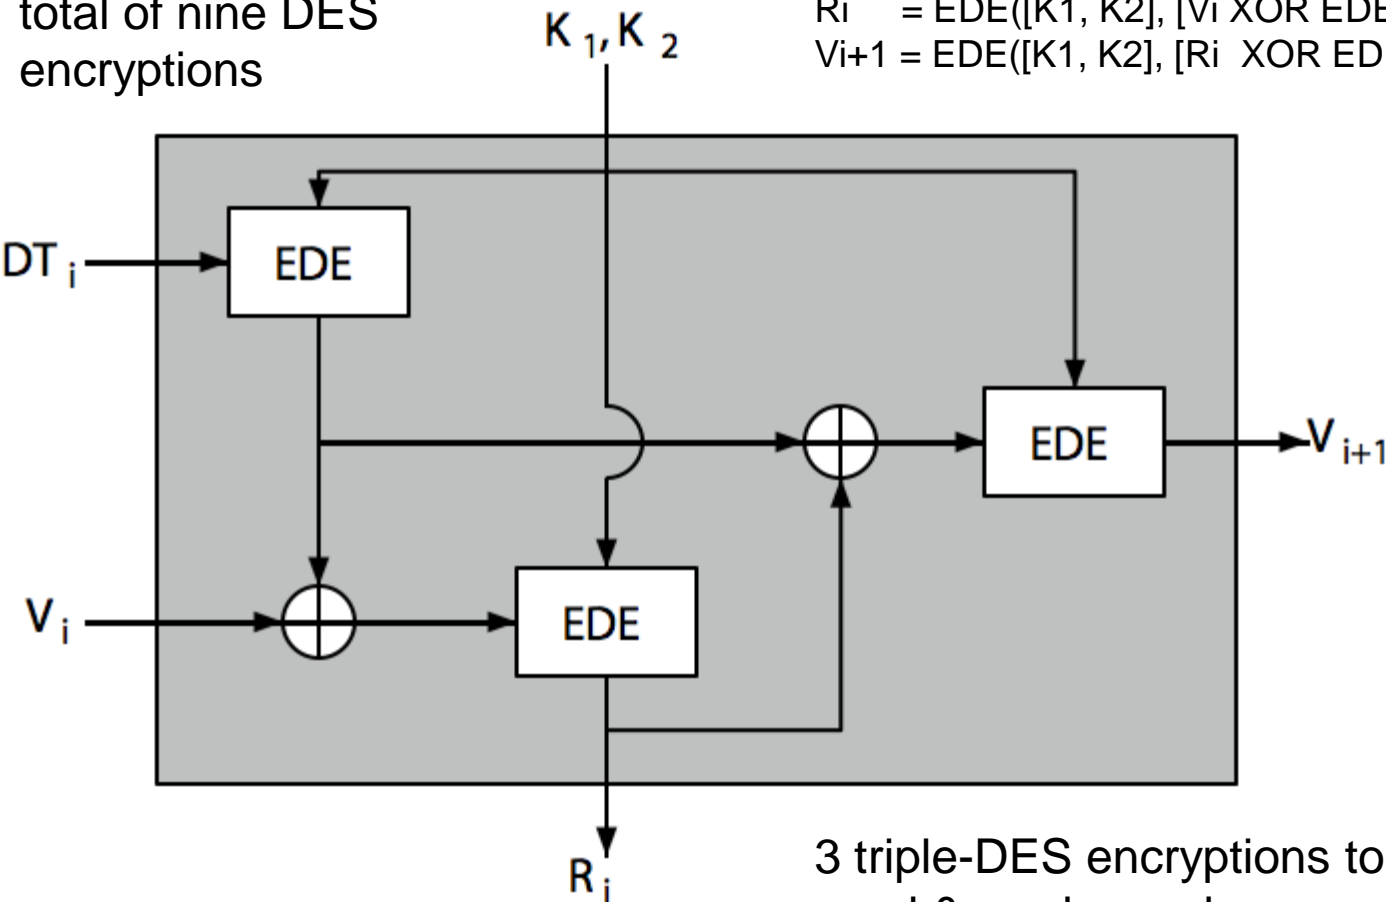 total of nine DES
encryptions
K 1, K 2
Ri = EDE([K1, K2], [Vi XOR EDE
Vi+1 = EDE([K1, K2], [Ri XOR ED
DT i
EDE
EDE
V i+1
V i
EDE
R i
3 triple-DES encryptions to